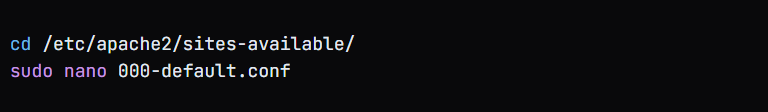 cd /etc/apache2/sites-available/
sudo nano 000-default.conf